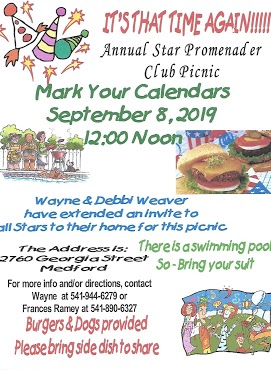 IT'S THAT TIME AGAIN!!!!!
Annual Star Promenader
Club Picnic
Mark Your Calendars
September 8, 2019
12:00 Noon
Wayne & Debbi Weaver
have extended an invite to
all Stars to their home for this picnic
The Address is:
2760 Georgia Street
Medford
There is a swimming pool
So - Bring your suit
For more info and/or directions, contact
Wayne at 541-944-6279 or
Frances Ramey at 541-890-6327
Burgers & Dogs provided
Please bring side dish to share